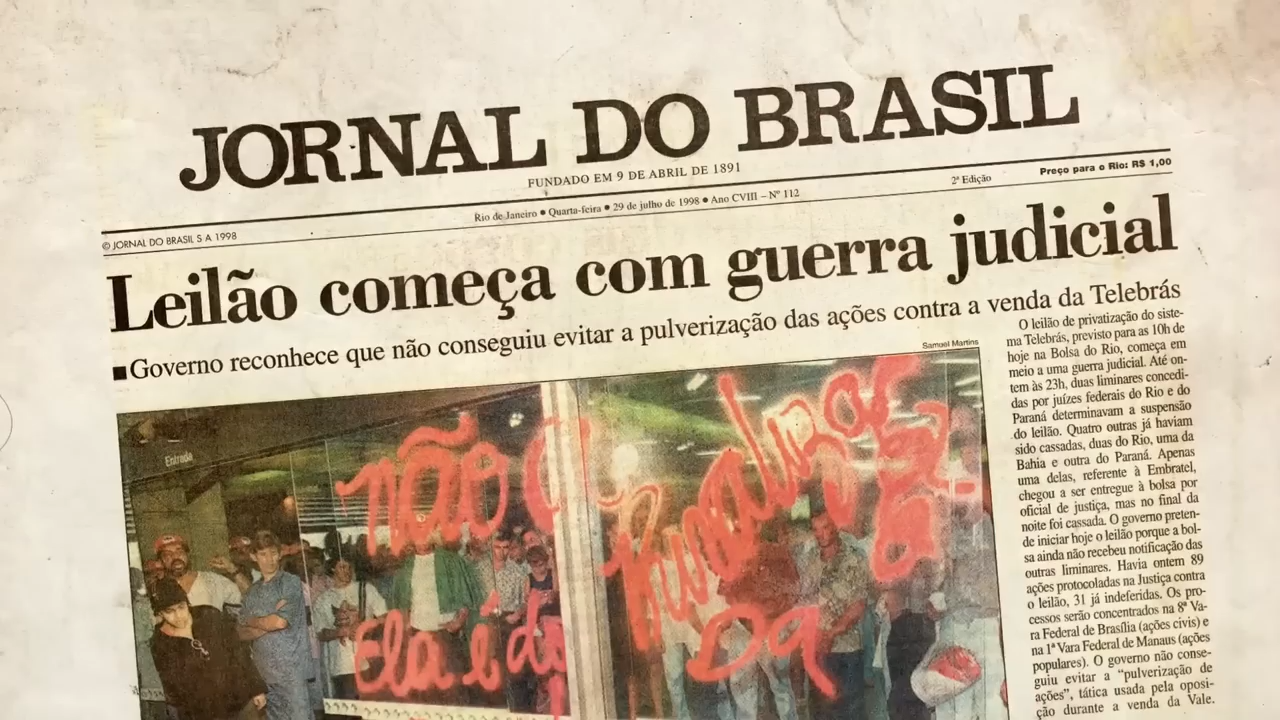 JORNAL DO BRASIL
FUNDADO EM 9 DE ABRIL DE 1891
© JORNAL DO BRASIL S A 1998
Rio de Janeiro ● Quarta-feira ● 29 de julho de 1998 ● Ano CVIII – Nº 112
2ª Edição
Preço para o Rio: R$ 1,00
Leilão começa com guerra judicial
■ Governo reconhece que não conseguiu evitar a pulverização das ações contra a venda da Telebrás
Samuel Martins
Entrada
não
Ela é do
Da
O leilão de privatização do siste-
ma Telebrás, previsto para as 10h de
hoje na Bolsa do Rio, começa em
meio a uma guerra judicial. Até on-
tem às 23h, duas liminares concedi-
das por juízes federais do Rio e do
Paraná determinavam a suspensão
do leilão. Quatro outras já haviam
sido cassadas, duas do Rio, uma da
Bahia e outra do Paraná. Apenas
uma delas, referente à Embratel,
chegou a ser entregue à bolsa por
oficial de justiça, mas no final da
noite foi cassada. O governo preten-
de iniciar hoje o leilão porque a bol-
sa ainda não recebeu notificação das
outras liminares. Havia ontem 89
ações protocoladas na Justiça contra
o leilão, 31 já indeferidas. Os pro-
cessos serão concentrados na 8ª Va-
ra Federal de Brasília (ações civis) e
na 1ª Vara Federal de Manaus (ações
populares). O governo não conse-
guiu evitar a “pulverização de
ações”, tática usada pela oposi-
ção durante a venda da Vale.